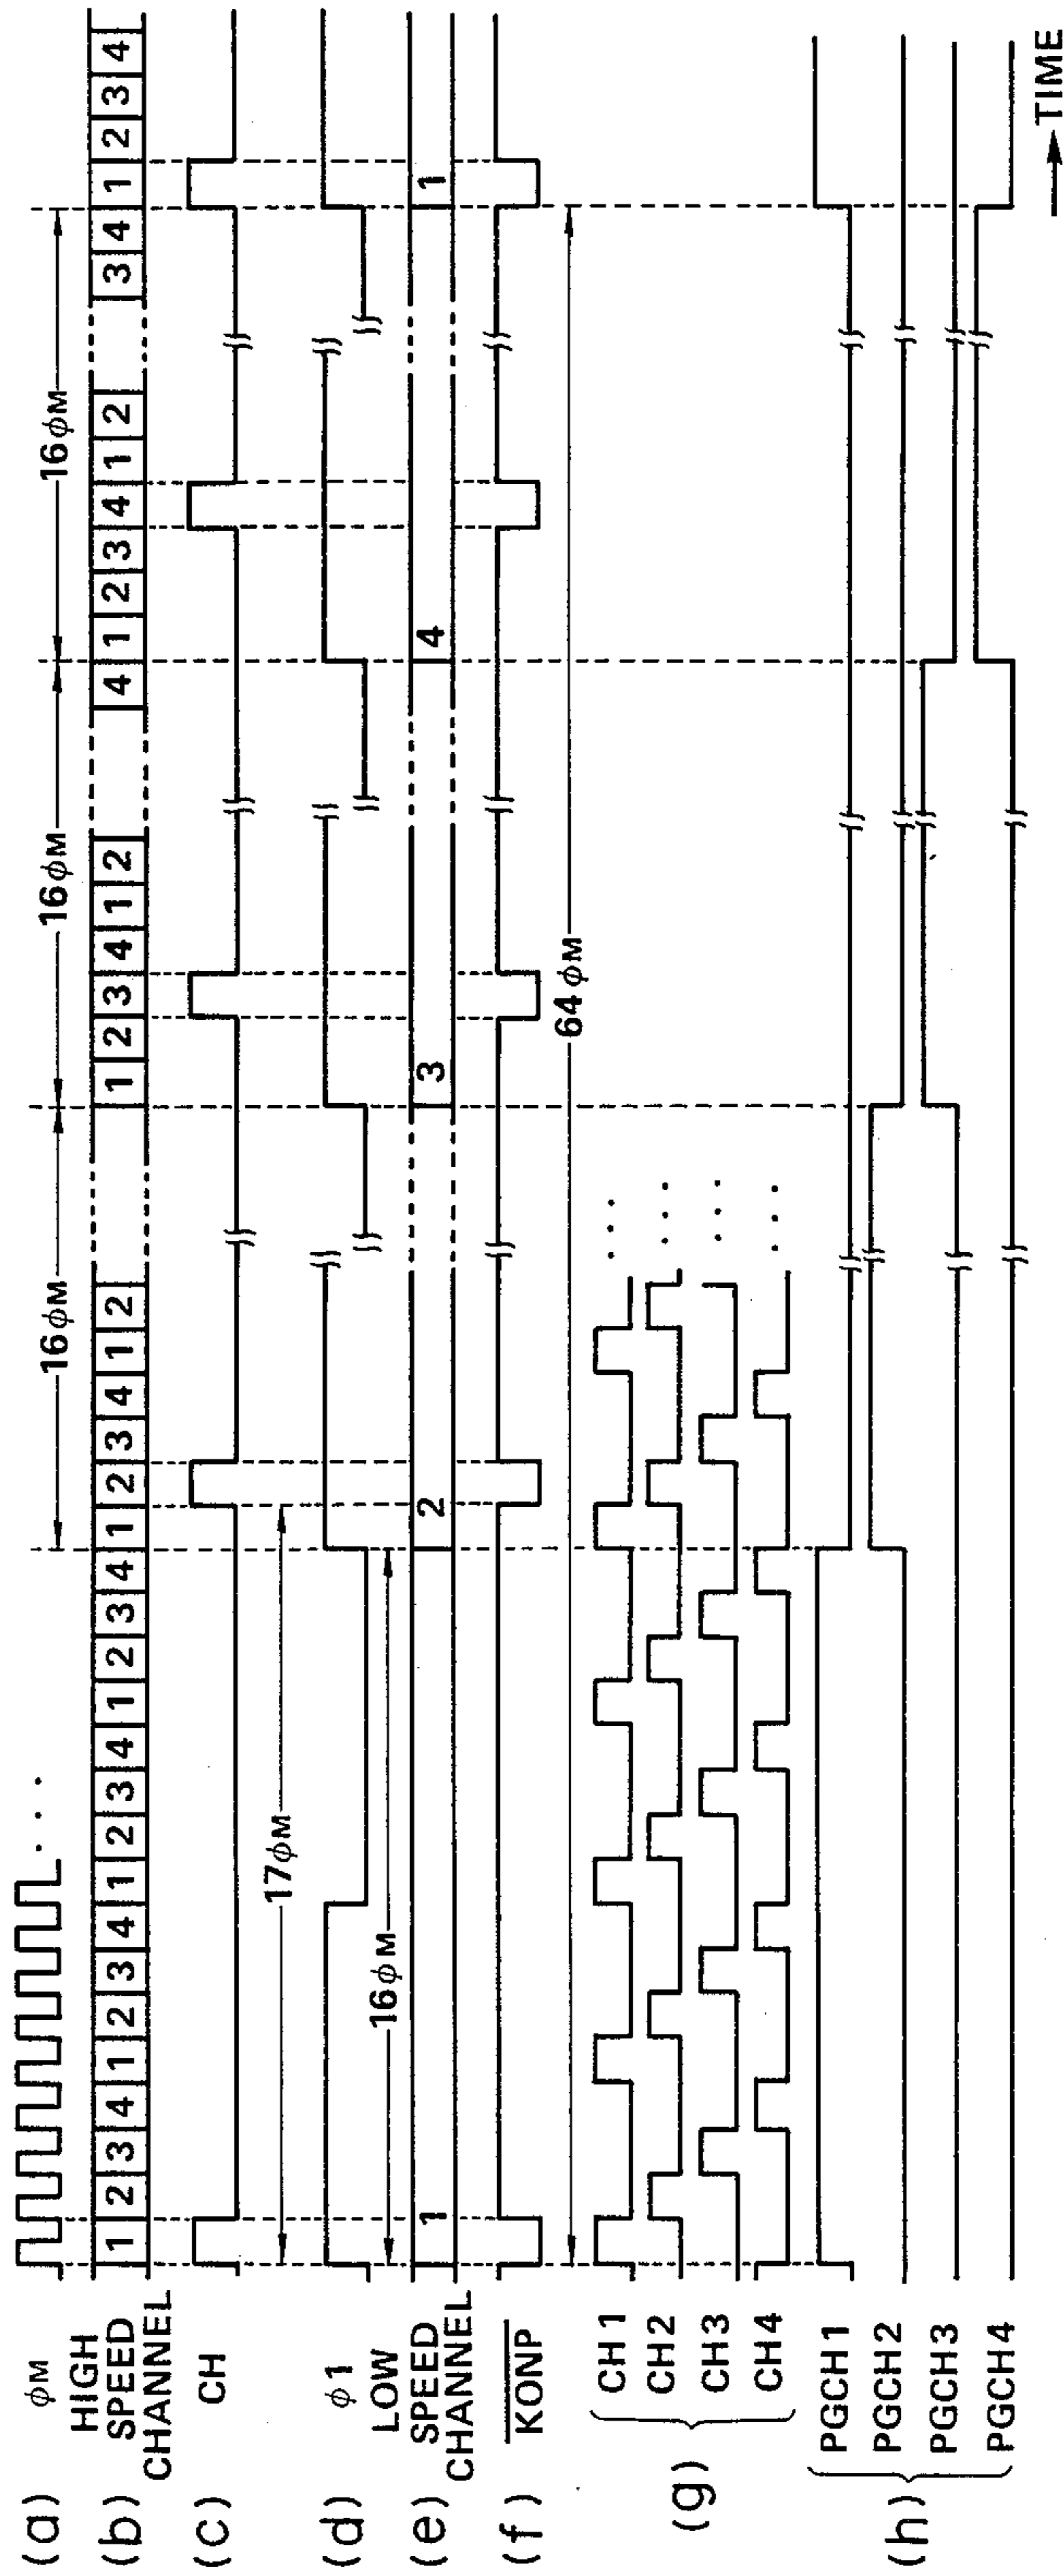 (a) φM . . . 16φM 16φM 16φM
(b) HIGH
SPEED
CHANNEL
1 2 3 4 1 2 3 4 1 2 3 4 1 2 3 4 1 2 3 4 1 2 1 2 3 4 1 2 4 1 2 3 4 1 2 3 4 1 2 3 4
(c) CH
17φM
(d) φ1
16φM
(e) LOW
SPEED
CHANNEL
1 2 3 4 1
(f) KONP
64φM
(g) CH1 . . .
CH2 . . .
CH3 . . .
CH4 . . .
(h) PGCH1
PGCH2
PGCH3
PGCH4
→TIME